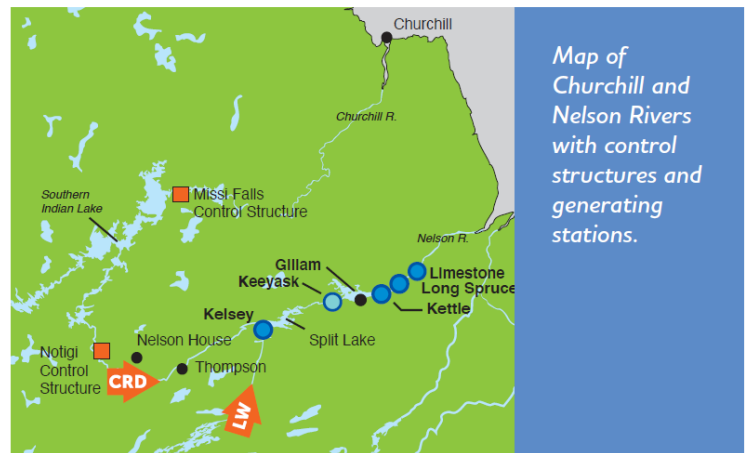 Churchill
Map of
Churchill and
Nelson Rivers
with control
structures and
generating
stations.
Churchill R.
Southern
Indian Lake
Missi Falls
Control Structure
Nelson R.
Gillam
Keeyask
Limestone
Long Spruce
Kettle
Kelsey
Split Lake
Nelson House
Notigi
Control
Structure
Thompson
CRD
LW